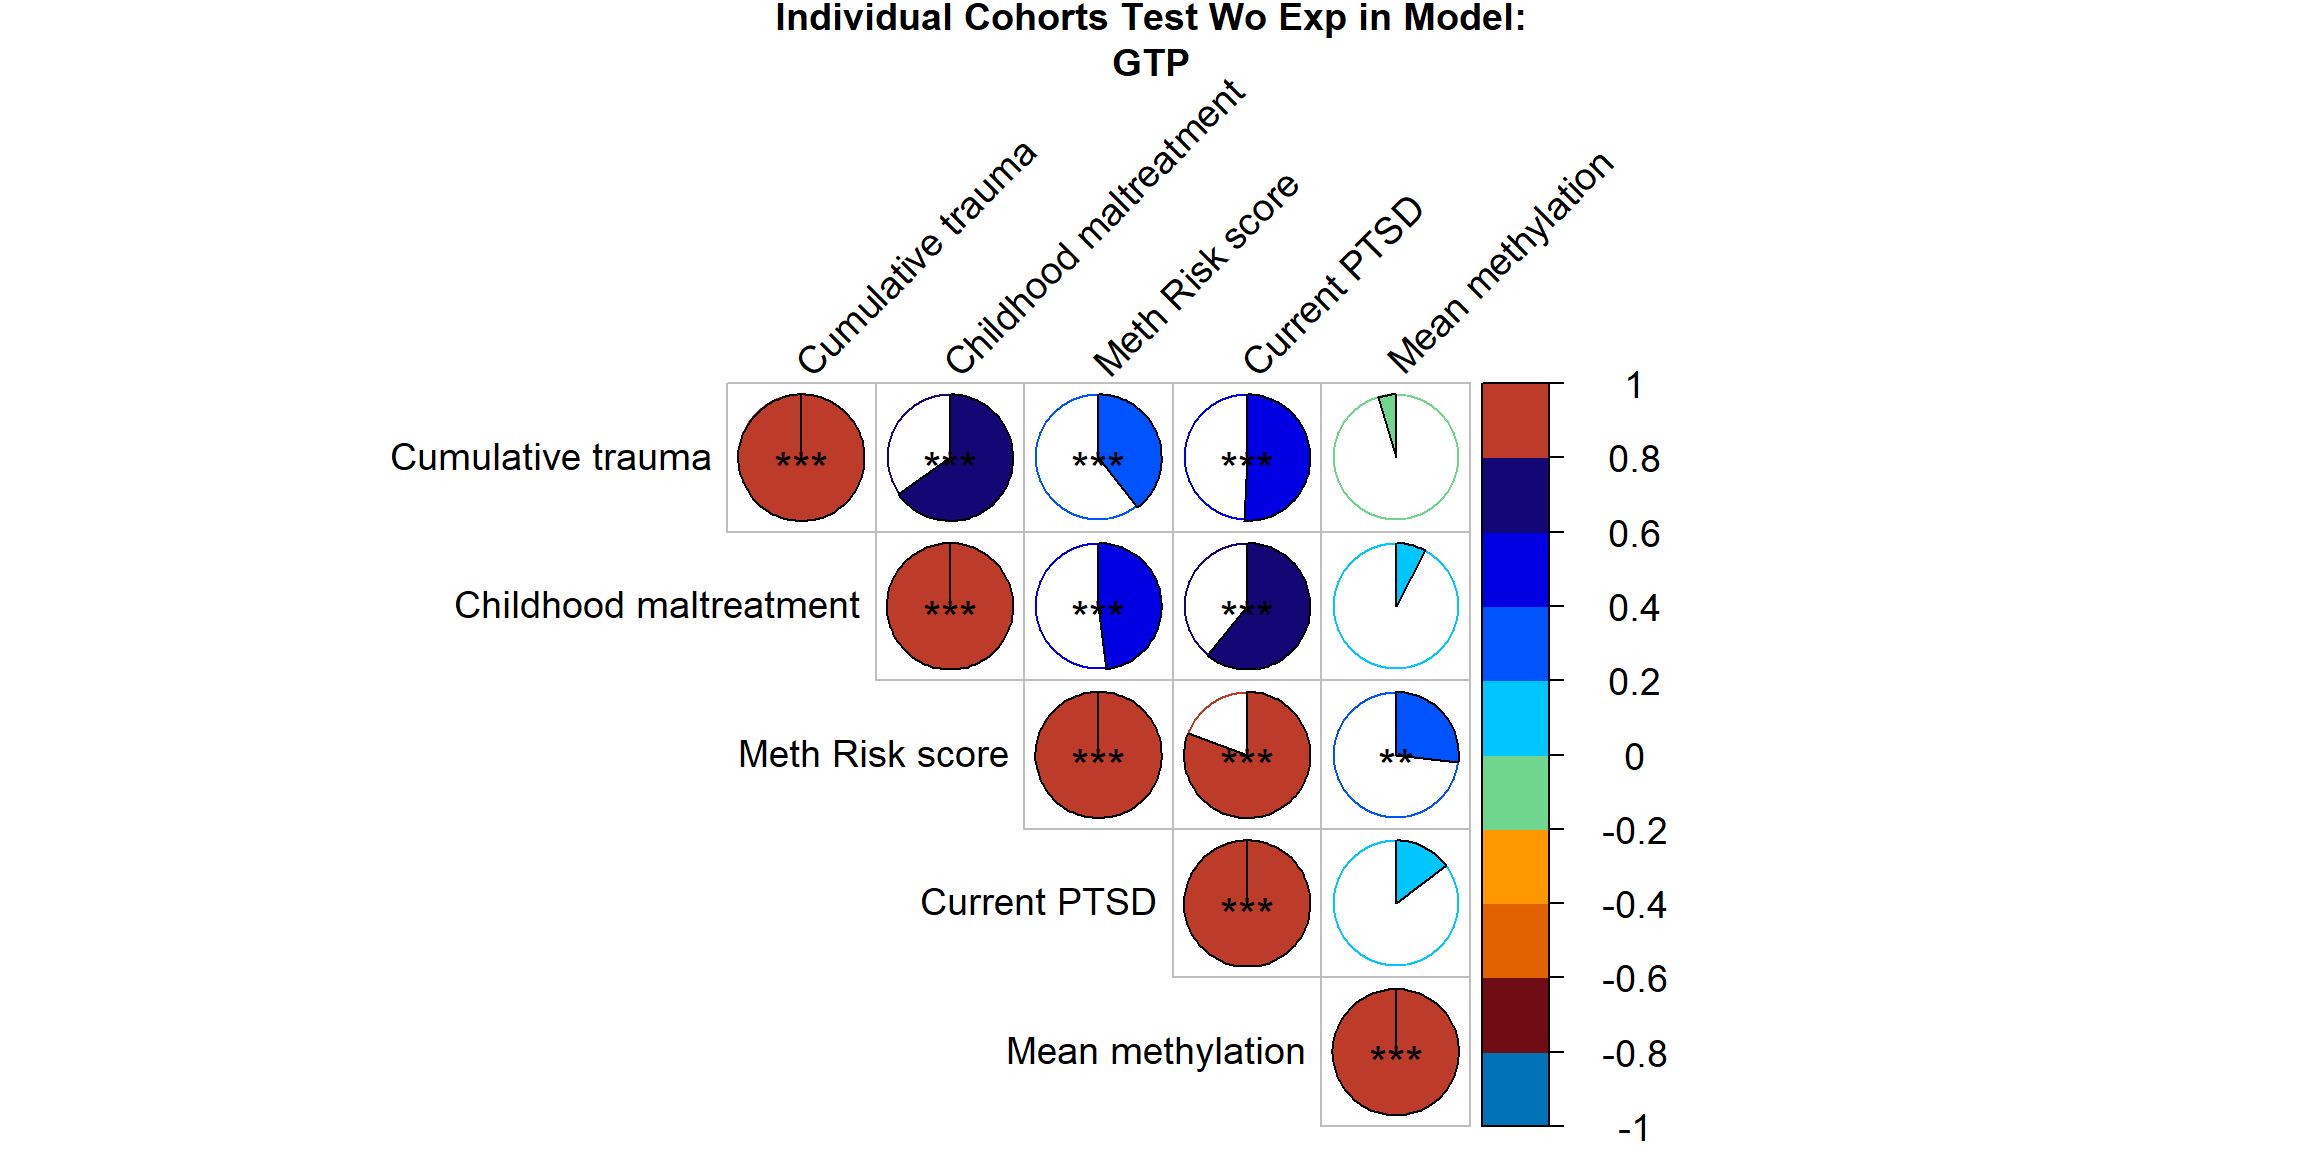 Individual Cohorts Test Wo Exp in Model:
GTP
Cumulative trauma
Childhood maltreatment
Meth Risk score
Current PTSD
Mean methylation
Cumulative trauma
*** *** *** ***
Childhood maltreatment
*** *** ***
Meth Risk score
*** *** **
Current PTSD
***
Mean methylation
***
1
0.8
0.6
0.4
0.2
0
-0.2
-0.4
-0.6
-0.8
-1